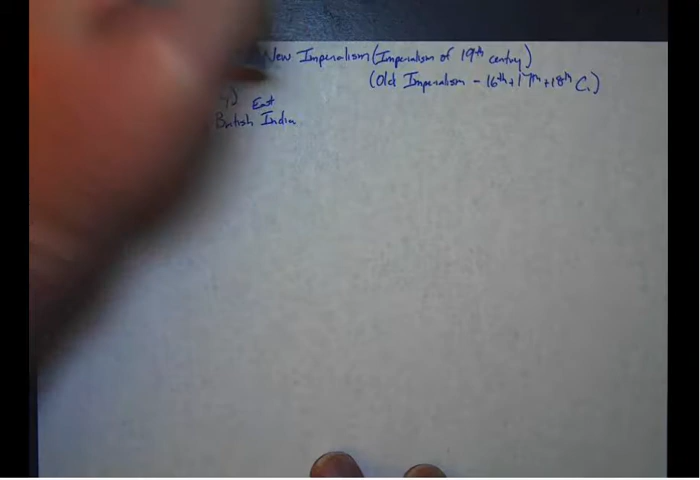 New Imperialism (Imperialism of 19th century)
(Old Imperialism - 16th + 17th + 18th C.)
East
British India